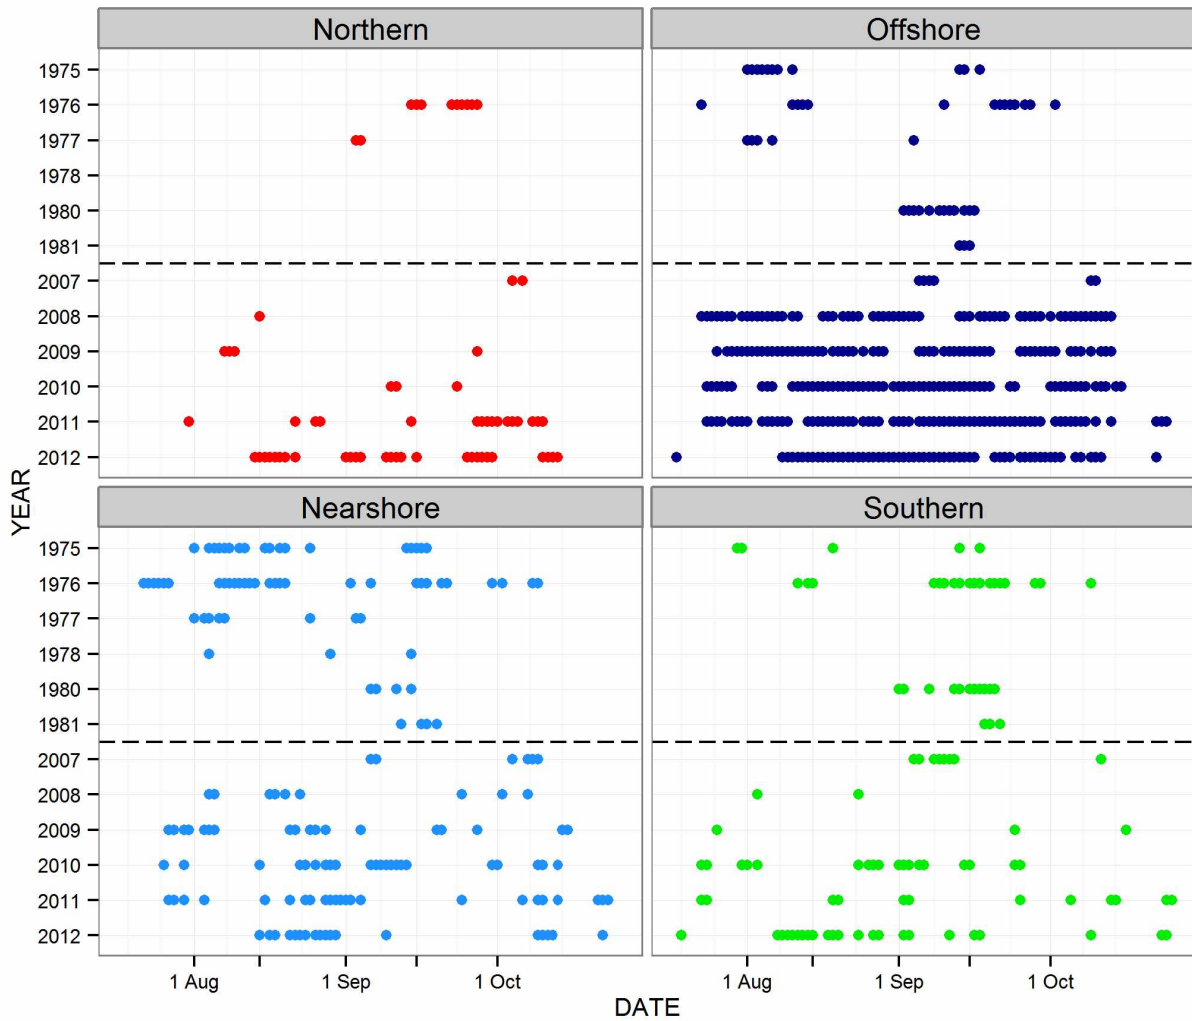 Northern
Offshore
1975
1976
1977
1978
1980
1981
2007
2008
2009
2010
2011
2012
YEAR
Nearshore
Southern
1975
1976
1977
1978
1980
1981
2007
2008
2009
2010
2011
2012
1 Aug
1 Sep
1 Oct
1 Aug
1 Sep
1 Oct
DATE